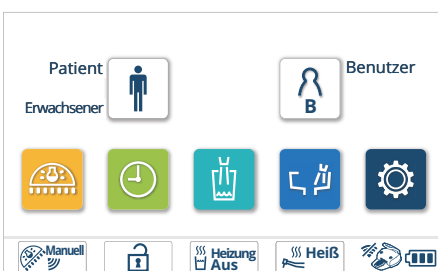 Patient
Benutzer
Erwachsener
B
Manuell
Heizung
Aus
Heiß